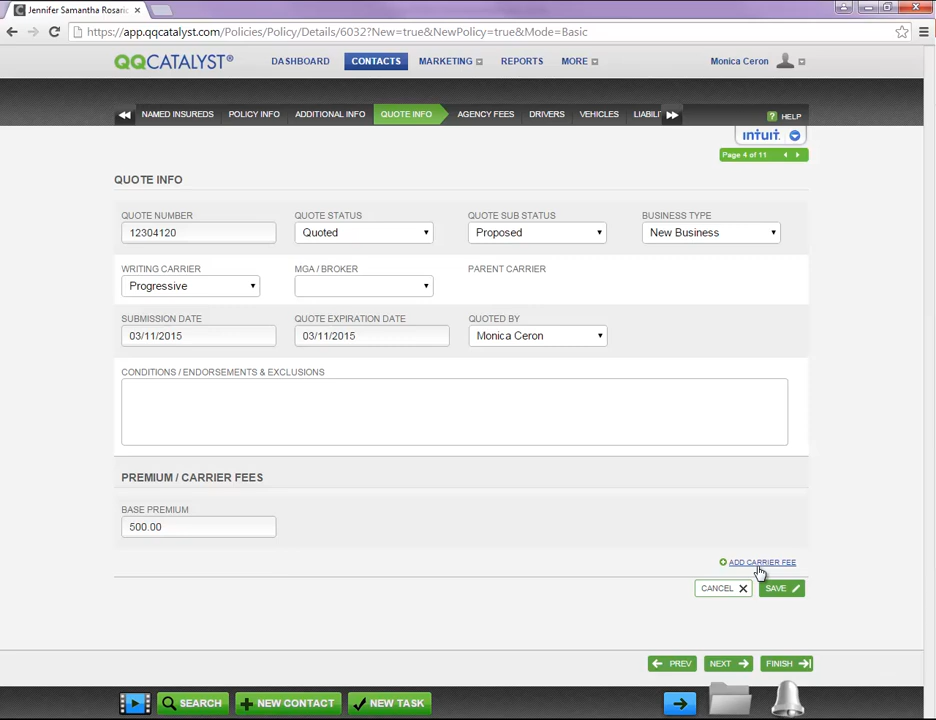 Jennifer Samantha Rosaric
https://app.qqcatalyst.com/Policies/Policy/Details/6032?New=true&NewPolicy=true&Mode=Basic
QQCATALYST® DASHBOARD CONTACTS MARKETING REPORTS MORE Monica Ceron
NAMED INSUREDS POLICY INFO ADDITIONAL INFO QUOTE INFO AGENCY FEES DRIVERS VEHICLES LIABILI
? HELP
intuit.
Page 4 of 11
QUOTE INFO
QUOTE NUMBER QUOTE STATUS QUOTE SUB STATUS BUSINESS TYPE
12304120 Quoted Proposed New Business
WRITING CARRIER MGA / BROKER PARENT CARRIER
Progressive
SUBMISSION DATE QUOTE EXPIRATION DATE QUOTED BY
03/11/2015 03/11/2015 Monica Ceron
CONDITIONS / ENDORSEMENTS & EXCLUSIONS
PREMIUM / CARRIER FEES
BASE PREMIUM
500.00
ADD CARRIER FEE
CANCEL SAVE
PREV NEXT FINISH
SEARCH NEW CONTACT NEW TASK